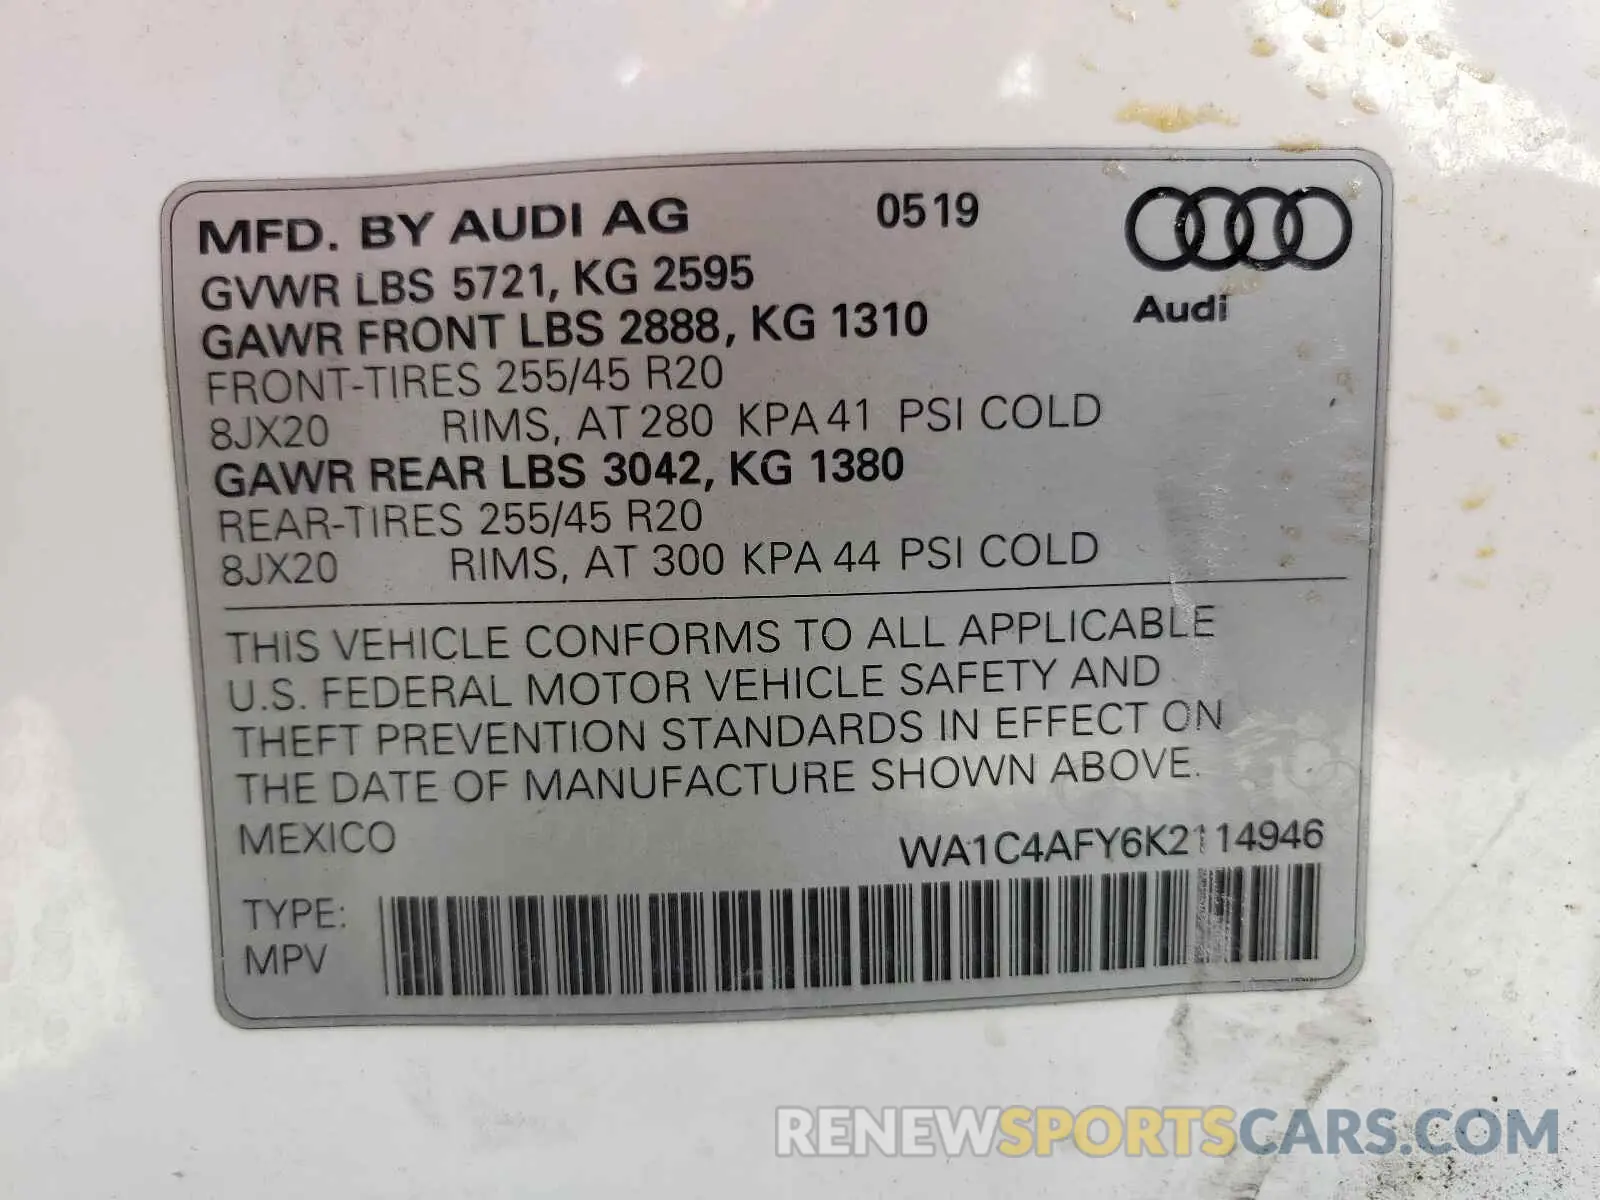 MFD. BY AUDI AG 0519
GVWR LBS 5721, KG 2595
GAWR FRONT LBS 2888, KG 1310
Audi
FRONT-TIRES 255/45 R20
8JX20 RIMS, AT 280 KPA 41 PSI COLD
GAWR REAR LBS 3042, KG 1380
REAR-TIRES 255/45 R20
8JX20 RIMS, AT 300 KPA 44 PSI COLD
THIS VEHICLE CONFORMS TO ALL APPLICABLE
U.S. FEDERAL MOTOR VEHICLE SAFETY AND
THEFT PREVENTION STANDARDS IN EFFECT ON
THE DATE OF MANUFACTURE SHOWN ABOVE.
MEXICO WA1C4AFY6K2114946
TYPE:
MPV
RENEWSPORTSCARS.COM